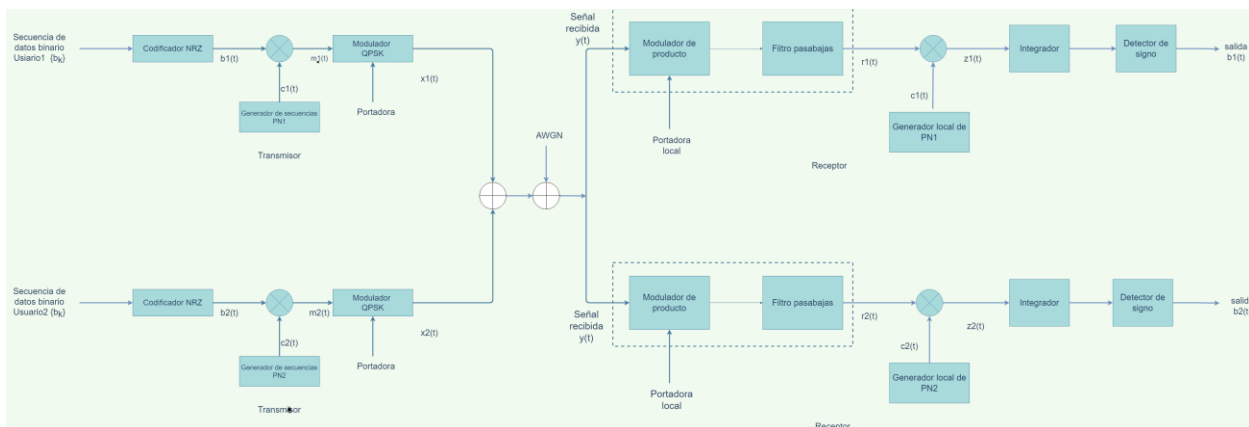 Secuencia de
datos binario
Usiario1 {bk}
Codificador NRZ
b1(t)
m1(t)
Modulador
QPSK
x1(t)
c1(t)
Generador de secuencias
PN1
Portadora
Transmisor
Señal
recibida
y(t)
Modulador de
producto
Filtro pasabajas
r1(t)
z1(t)
Integrador
Detector de
signo
salida
b1(t)
c1(t)
Generador local de
PN1
Portadora
local
Receptor
AWGN
Secuencia de
datos binario
Usuario2 {bk}
Codificador NRZ
b2(t)
m2(t)
Modulador
QPSK
x2(t)
c2(t)
Generador de secuencias
PN2
Portadora
Transmisor
Señal
recibida
y(t)
Modulador de
producto
Filtro pasabajas
r2(t)
z2(t)
Integrador
Detector de
signo
salida
b2(t)
c2(t)
Generador local de
PN2
Portadora
local
Receptor